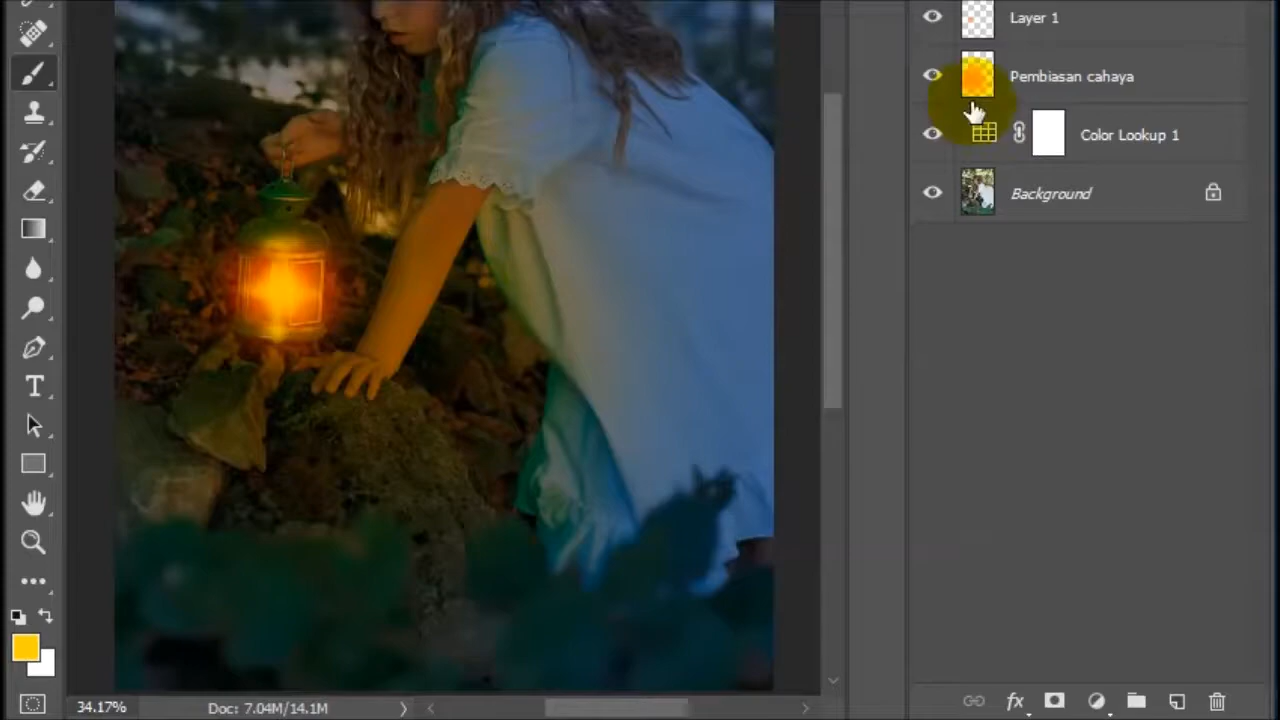 Layer 1
Pembiasan cahaya
Color Lookup 1
Background
34.17%
Doc: 7.04M/14.1M